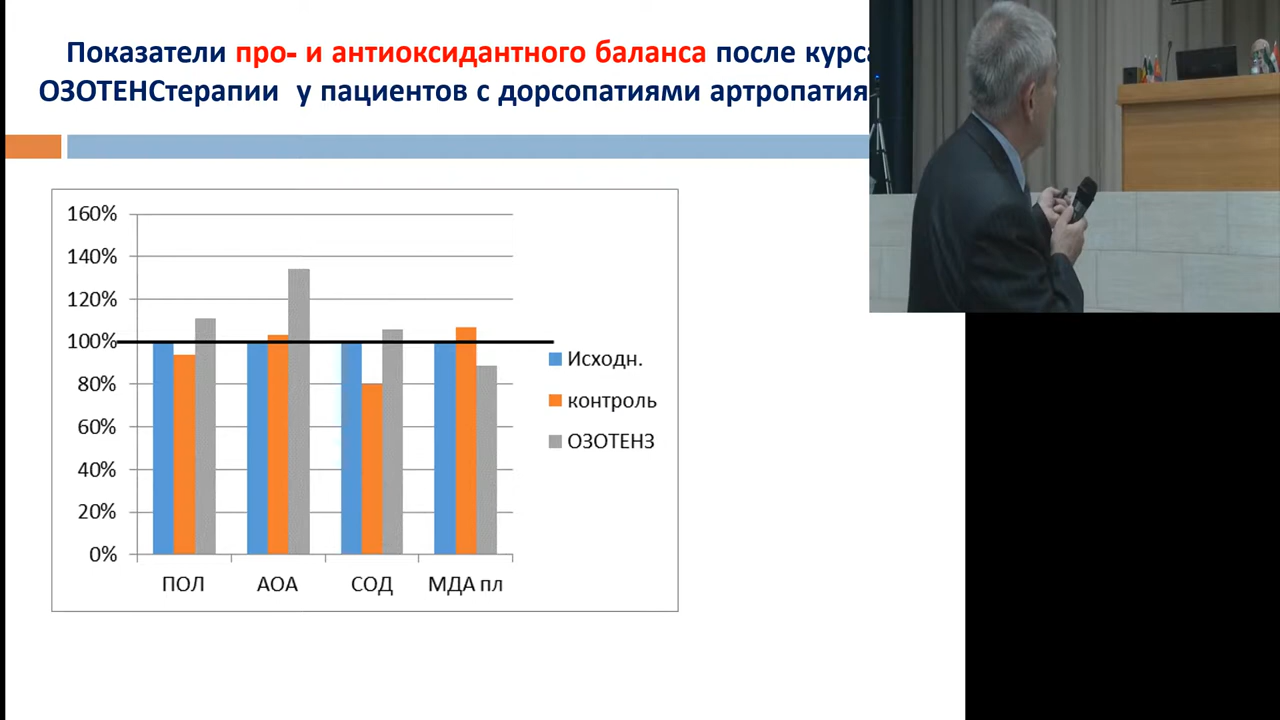 Показатели про- и антиоксидантного баланса после курса
ОЗОТЕНСтерапии у пациентов с дорсопатиями артропатия
160%
140%
120%
100%
80%
60%
40%
20%
0%
ПОЛ АОА СОД МДА пл
Исходн.
контроль
ОЗОТЕНЗ